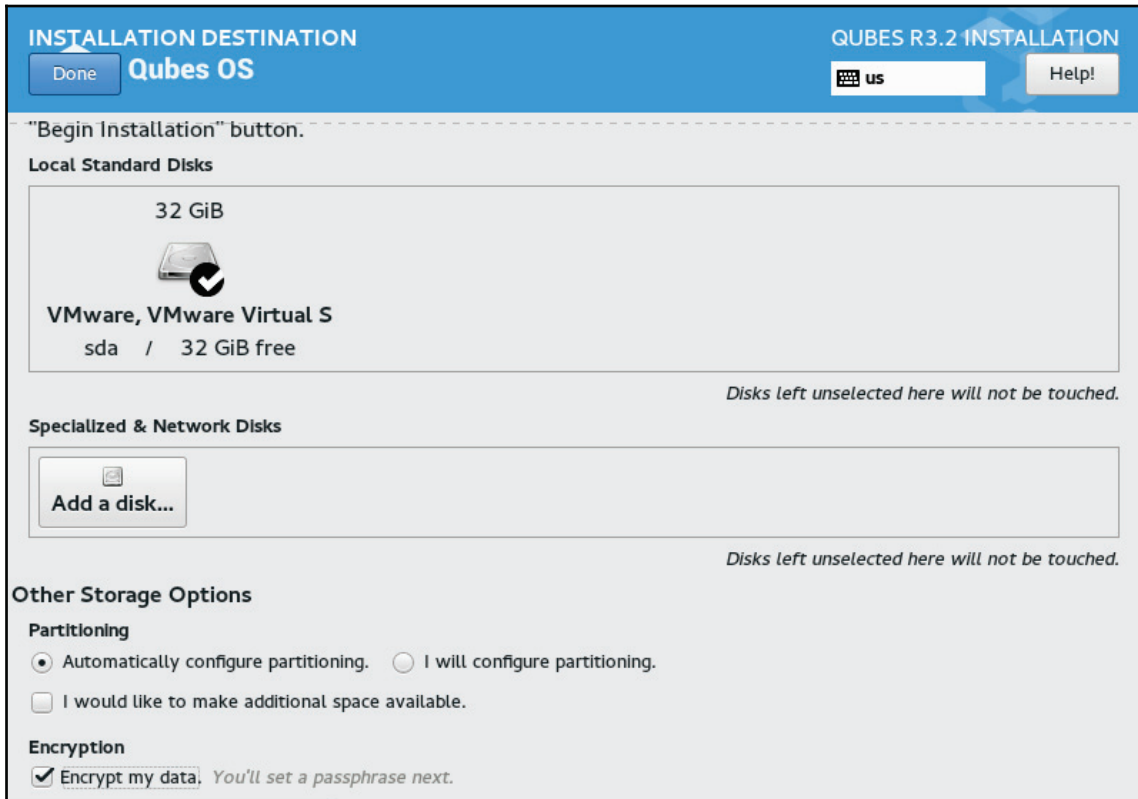 INSTALLATION DESTINATION
QUBES R3.2 INSTALLATION
Done
Qubes OS
us
Help!
"Begin Installation" button.
Local Standard Disks
32 GiB
VMware, VMware Virtual S
sda / 32 GiB free
Disks left unselected here will not be touched.
Specialized & Network Disks
Add a disk...
Disks left unselected here will not be touched.
Other Storage Options
Partitioning
Automatically configure partitioning. I will configure partitioning.
I would like to make additional space available.
Encryption
Encrypt my data. You'll set a passphrase next.